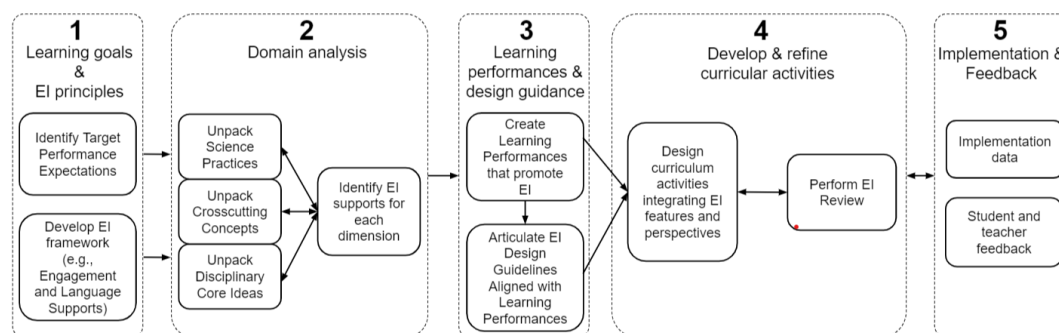 1
Learning goals
&
EI principles
Identify Target
Performance
Expectations
Develop EI
framework
(e.g.,
Engagement
and Language
Supports)
2
Domain analysis
Unpack
Science
Practices
Unpack
Crosscutting
Concepts
Unpack
Disciplinary
Core Ideas
Identify EI
supports for
each
dimension
3
Learning
performances &
design guidance
Create
Learning
Performances
that promote
EI
Articulate EI
Design
Guidelines
Aligned with
Learning
Performances
4
Develop & refine
curricular activities
Design
curriculum
activities
integrating EI
features and
perspectives
Perform EI
Review
5
Implementation &
Feedback
Implementation
data
Student and
teacher
feedback